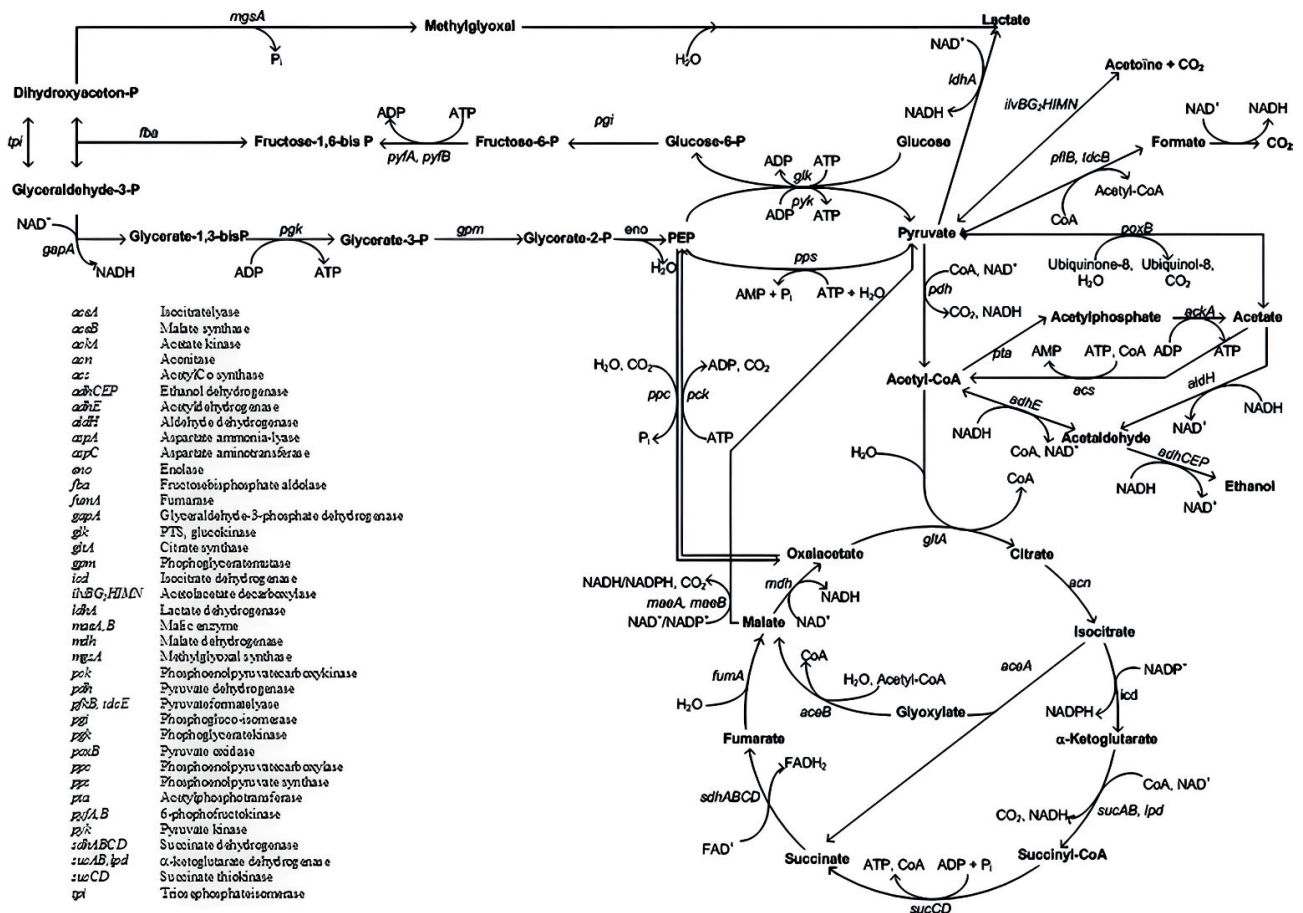 mgsA
Methylglyoxal
Lactate
Pi
H2O
NAD+
ldhA
NADH
Acetoïne + CO2
ilvBG2HIMN
Dihydroxyaceton-P
tpi
fba
Fructose-1,6-bis P
ADP
ATP
pyfA, pyfB
Fructose-6-P
pgi
Glucose-6-P
Glucose
ADP
ATP
glk
pyk
ADP
ATP
NAD+
NADH
Formate
CO2
pflB, tdcB
Acetyl-CoA
CoA
Glyceraldehyde-3-P
NAD+
gapA
NADH
Glycerate-1,3-bisP
pgk
ADP
ATP
Glycerate-3-P
gpm
Glycerate-2-P
eno
H2O
PEP
pps
AMP + Pi
ATP + H2O
Pyruvate
poxB
Ubiquinone-8,
H2O
Ubiquinol-8,
CO2
CoA, NAD+
pdh
CO2, NADH
Acetylphosphate
ackA
Acetate
pta
AMP
ATP, CoA
ADP
ATP
acs
Acetyl-CoA
aldH
NADH
NAD+
adhE
NADH
CoA, NAD+
Acetaldehyde
adhCEP
NADH
NAD+
Ethanol
H2O, CO2
ADP, CO2
ppc
pck
Pi
ATP
H2O
CoA
gltA
Oxalacetate
Citrate
mdh
NADH
NAD+
acn
NADH/NADPH, CO2
maeA, maeB
NAD+/NADP+
Malate
Isocitrate
aceA
CoA
H2O, Acetyl-CoA
aceB
Glyoxylate
NADP+
icd
NADPH
fumA
H2O
Fumarate
α-Ketoglutarate
FADH2
sdhABCD
FAD+
CoA, NAD+
CO2, NADH
sucAB, lpd
Succinate
Succinyl-CoA
ATP, CoA
ADP + Pi
sucCD
aceA Isocitratelyase
aceB Malate synthase
ackA Acetate kinase
acn Aconitase
acs AcetylCo synthase
adhCEP Ethanol dehydrogenase
adhE Acetyldehydrogenase
aldH Aldehyde dehydrogenase
aspA Aspartate ammonia-lyase
aspC Aspartate aminotransferase
eno Enolase
fba Fructosebisphosphate aldolase
fumA Fumarase
gapA Glyceraldehyde-3-phosphate dehydrogenase
glk PTS, glucokinase
gltA Citrate synthase
gpm Phophoglyceratemutase
icd Isocitrate dehydrogenase
ilvBG2HIMN Acetolacetate decarboxylase
ldhA Lactate dehydrogenase
maeA,B Malic enzyme
mdh Malate dehydrogenase
mgsA Methylglyoxal synthase
pck Phosphoenolpyruvatecarboxykinase
pdh Pyruvate dehydrogenase
pflB, tdcE Pyruvateformatelyase
pgi Phosphogluco-isomerase
pgk Phophoglyceratekinase
poxB Pyruvate oxidase
ppc Phosphoenolpyruvatecarboxylase
pps Phosphoenolpyruvate synthase
pta Acetylphosphotransferase
pyfA,B 6-phophofructokinase
pyk Pyruvate kinase
sdhABCD Succinate dehydrogenase
sucAB,lpd α-ketoglutarate dehydrogenase
sucCD Succinate thiokinase
tpi Triosephosphateisomerase